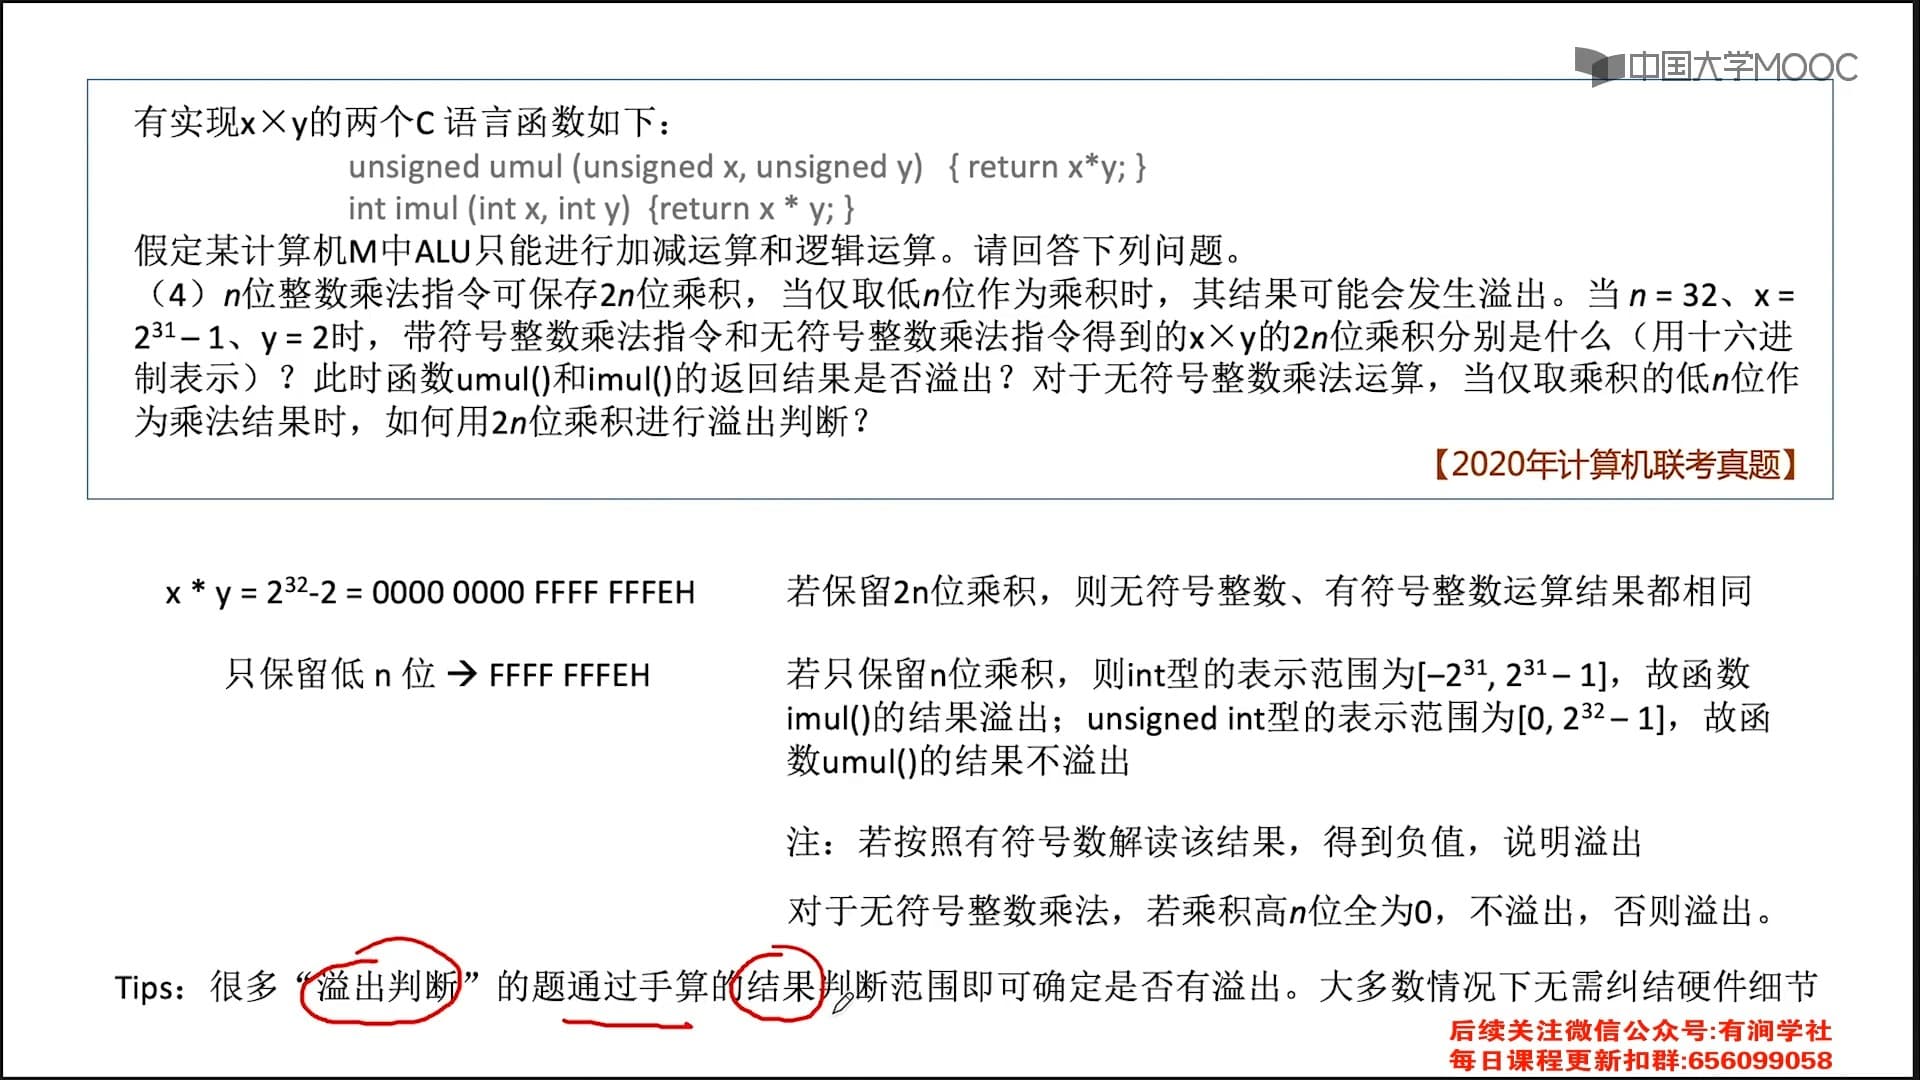 中国大学MOOC
有实现x×y的两个C 语言函数如下：
unsigned umul (unsigned x, unsigned y) { return x*y; }
int imul (int x, int y) {return x * y; }
假定某计算机M中ALU只能进行加减运算和逻辑运算。请回答下列问题。
（4）n位整数乘法指令可保存2n位乘积，当仅取低n位作为乘积时，其结果可能会发生溢出。当 n = 32、x =
2³¹ – 1、y = 2时，带符号整数乘法指令和无符号整数乘法指令得到的x×y的2n位乘积分别是什么（用十六进
制表示）？此时函数umul()和imul()的返回结果是否溢出？对于无符号整数乘法运算，当仅取乘积的低n位作
为乘法结果时，如何用2n位乘积进行溢出判断？
【2020年计算机联考真题】
x * y = 2³²-2 = 0000 0000 FFFF FFFEH
若保留2n位乘积，则无符号整数、有符号整数运算结果都相同
只保留低 n 位 → FFFF FFFEH
若只保留n位乘积，则int型的表示范围为[–2³¹, 2³¹ – 1]，故函数
imul()的结果溢出；unsigned int型的表示范围为[0, 2³² – 1]，故函
数umul()的结果不溢出
注：若按照有符号数解读该结果，得到负值，说明溢出
对于无符号整数乘法，若乘积高n位全为0，不溢出，否则溢出。
Tips：很多“溢出判断”的题通过手算的结果判断范围即可确定是否有溢出。大多数情况下无需纠结硬件细节
后续关注微信公众号:有涧学社
每日课程更新扣群:656099058